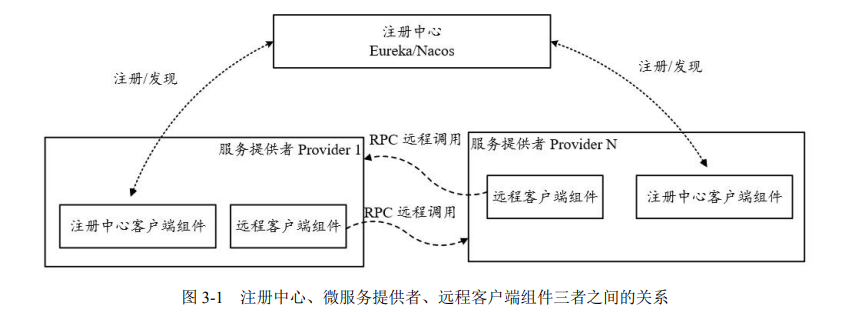 注册中心
Eureka/Nacos
注册/发现
注册/发现
服务提供者 Provider 1
RPC 远程调用
服务提供者 Provider N
注册中心客户端组件
远程客户端组件
RPC 远程调用
远程客户端组件
注册中心客户端组件
图 3-1 注册中心、微服务提供者、远程客户端组件三者之间的关系